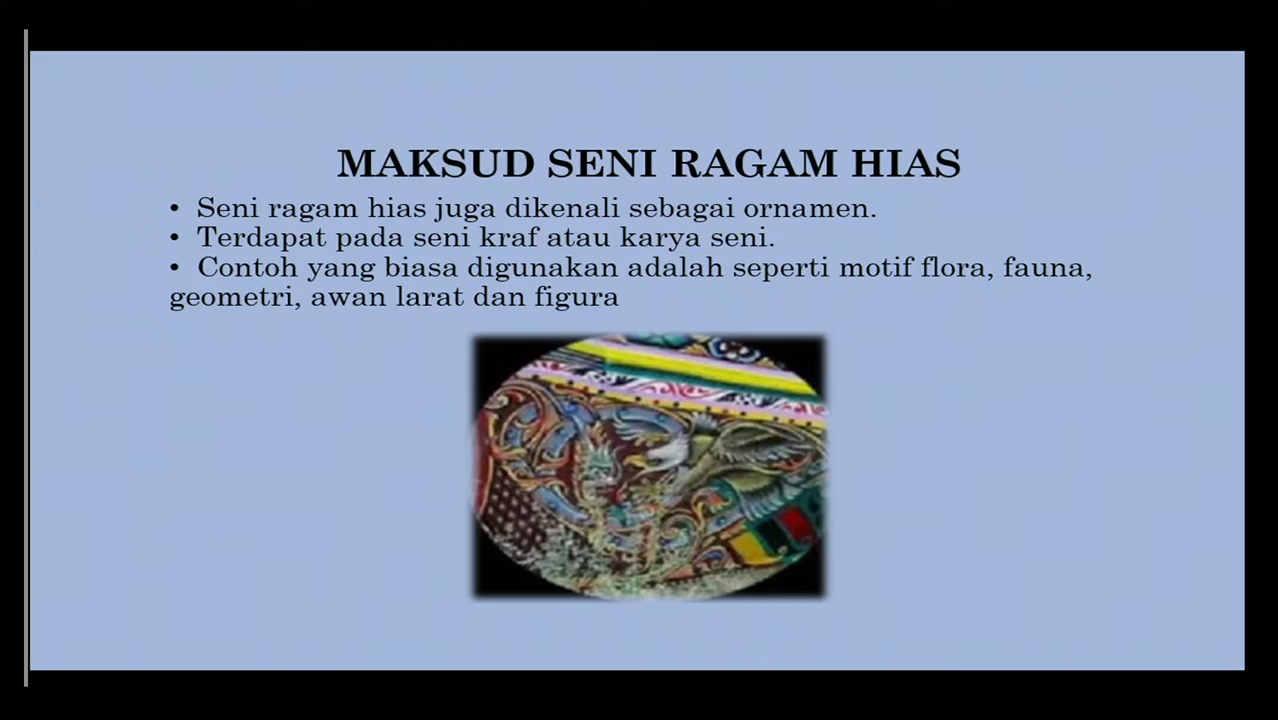 MAKSUD SENI RAGAM HIAS
• Seni ragam hias juga dikenali sebagai ornamen.
• Terdapat pada seni kraf atau karya seni.
• Contoh yang biasa digunakan adalah seperti motif flora, fauna,
geometri, awan larat dan figura